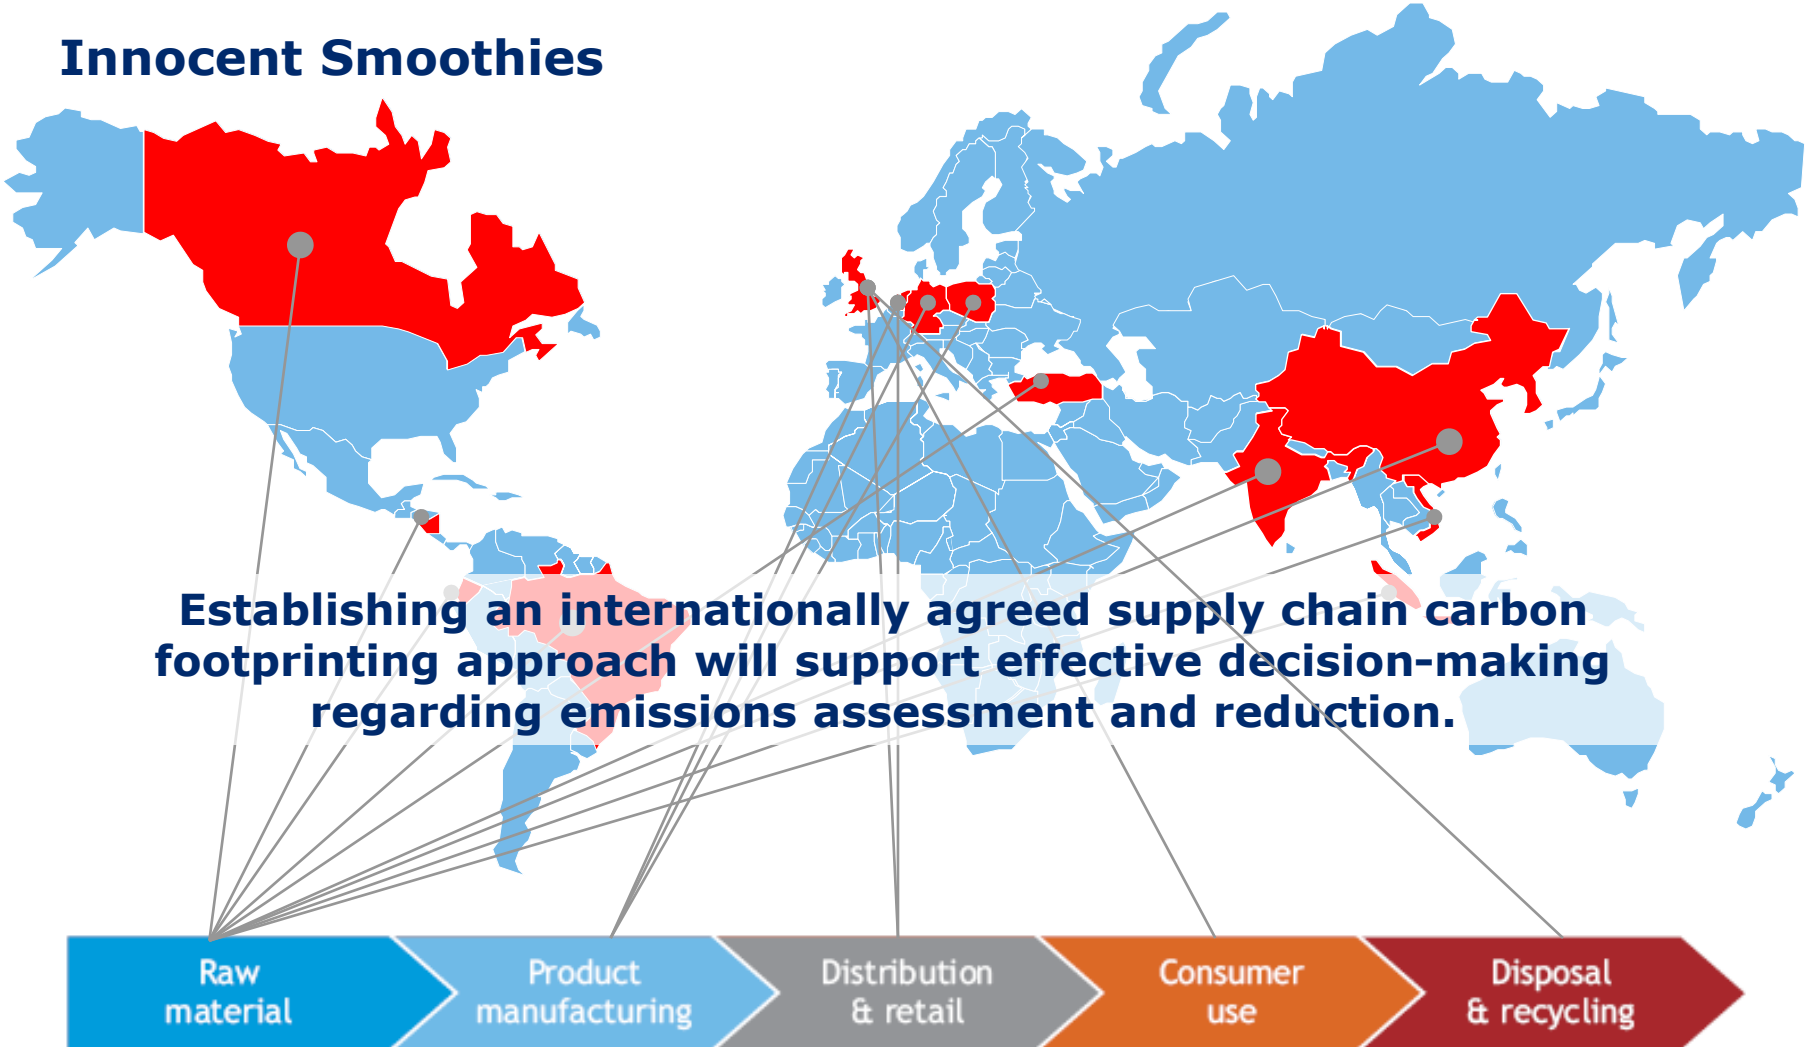 Innocent Smoothies
Establishing an internationally agreed supply chain carbon
footprinting approach will support effective decision-making
regarding emissions assessment and reduction.
Raw
material
Product
manufacturing
Distribution
& retail
Consumer
use
Disposal
& recycling